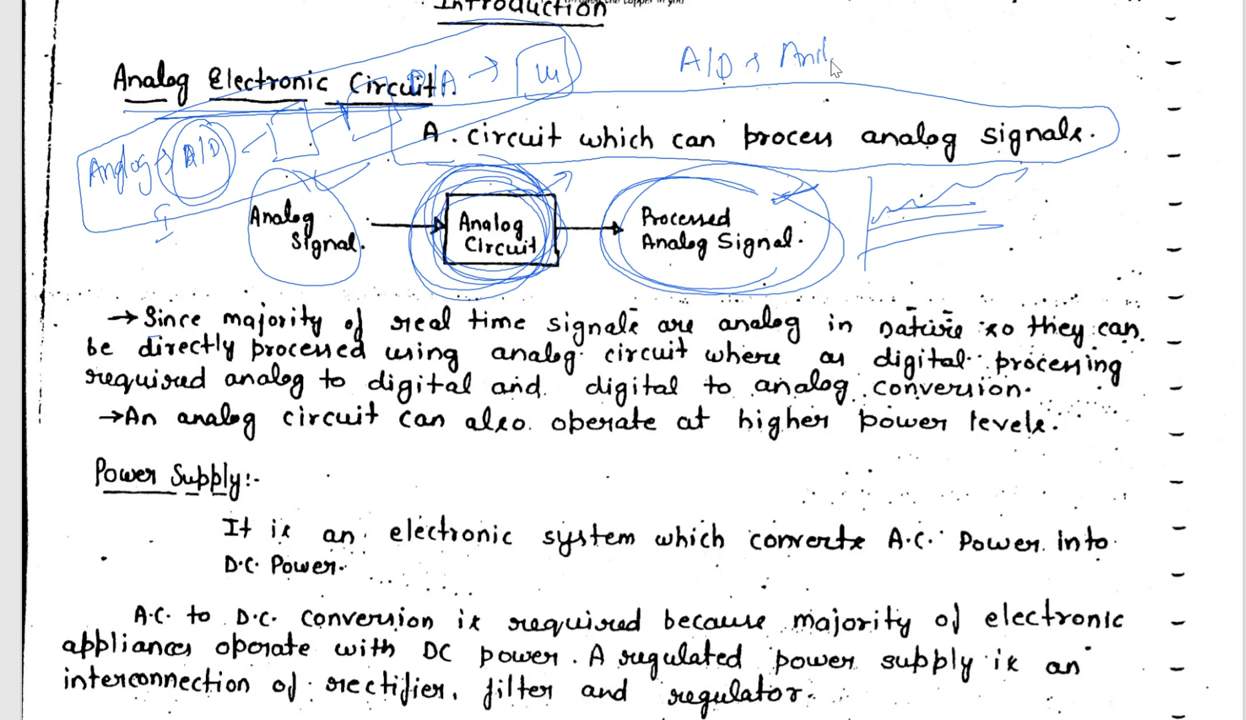 Introduction
A/D & Anl
Analog Electronic Circuit
D/A
A. circuit which can process analog signals.
Analog → A/D
Analog Signal.
Analog Circuit
Processed Analog Signal.
→ Since majority of real time signals are analog in nature so they can
be directly processed using analog circuit where as digital processing
required analog to digital and digital to analog conversion.
→ An analog circuit can also operate at higher power levels.
Power Supply:-
It is an electronic system which converts A.C. Power into
D.C. Power.
A.C. to D.C. conversion is required because majority of electronic
appliances operate with DC power. A regulated power supply is an
interconnection of rectifier, filter and regulator.